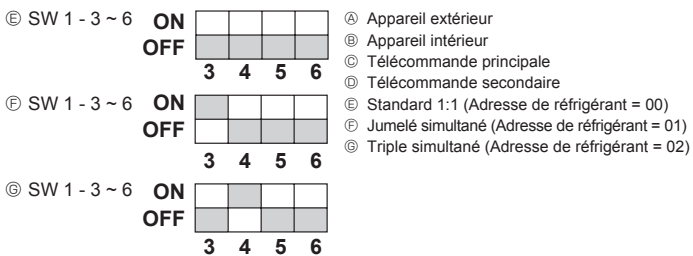 Ⓔ SW 1 - 3 ~ 6 ON
OFF
3 4 5 6
Ⓕ SW 1 - 3 ~ 6 ON
OFF
3 4 5 6
Ⓖ SW 1 - 3 ~ 6 ON
OFF
3 4 5 6
Ⓐ Appareil extérieur
Ⓑ Appareil intérieur
Ⓒ Télécommande principale
Ⓓ Télécommande secondaire
Ⓔ Standard 1:1 (Adresse de réfrigérant = 00)
Ⓕ Jumelé simultané (Adresse de réfrigérant = 01)
Ⓖ Triple simultané (Adresse de réfrigérant = 02)